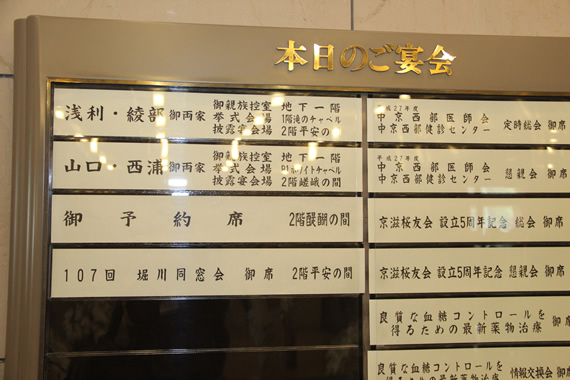 本日のご宴会
浅利・綾部 御両家
御親族控室 地下一階
挙式会場 1階滝のチャペル
披露宴会場 2階平安の
山口・西浦 御両家
御親族控室 地下一階
挙式会場
披露宴会場 2階嵯峨の間
御予約席 2階醍醐の間
107回 堀川同窓会 御席 2階平安の間
平成27年度
中京西部医師会
中京西部健診センター 定時総会 御席
平成27年度
中京西部医師会
中京西部健診センター 懇親会 御席
京滋桜友会 設立5周年記念 総会 御席
京滋桜友会 設立5周年記念 懇親会 御席
良質な血糖コントロールを
得るための最新薬物治療 御
良質な血糖コントロールを
得るための最新薬物治療 情報交換会 御席